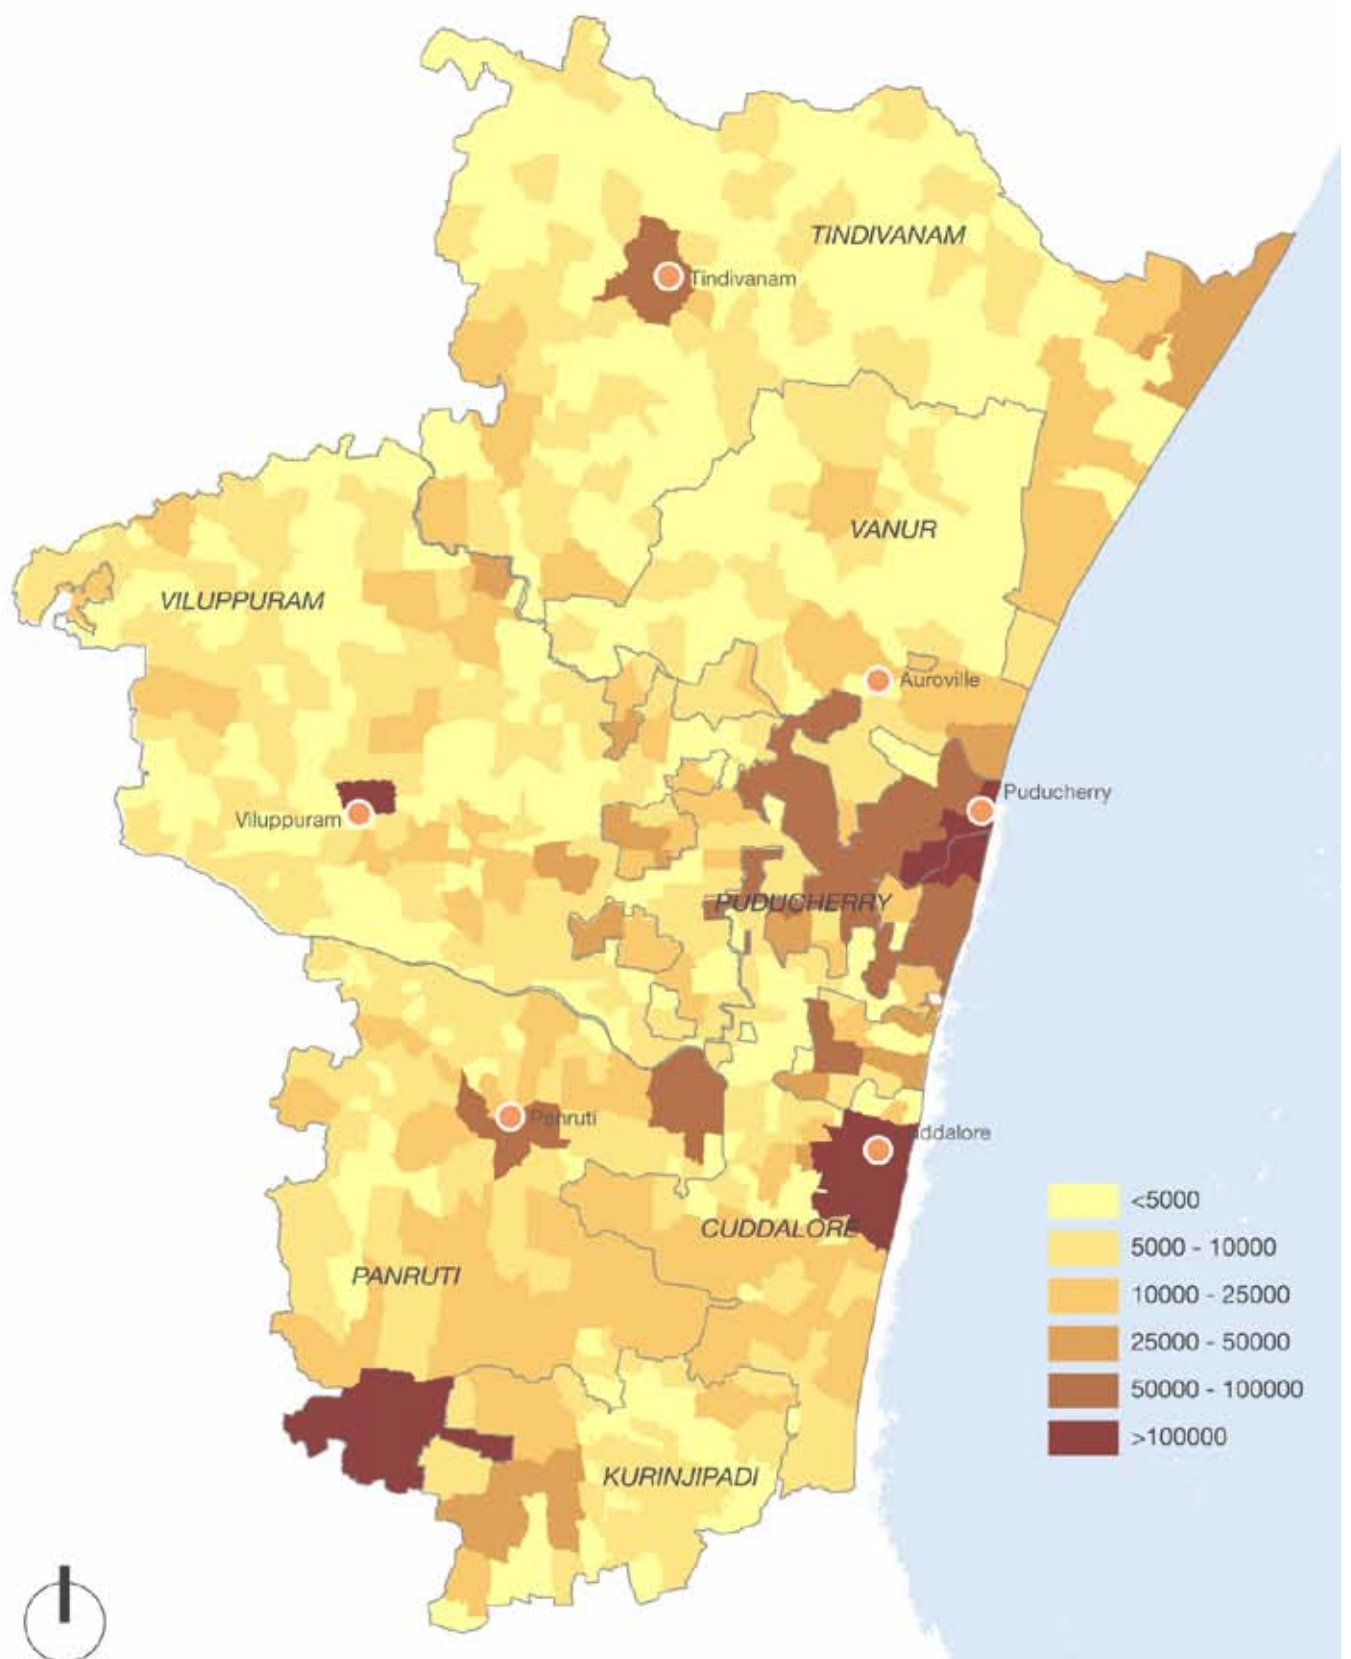 TINDIVANAM
Tindivanam
VANUR
VILUPPURAM
Auroville
Puducherry
Viluppuram
PUDUCHERRY
Panruti
uddalore
CUDDALORE
PANRUTI
KURINJIPADI
<5000
5000 - 10000
10000 - 25000
25000 - 50000
50000 - 100000
>100000